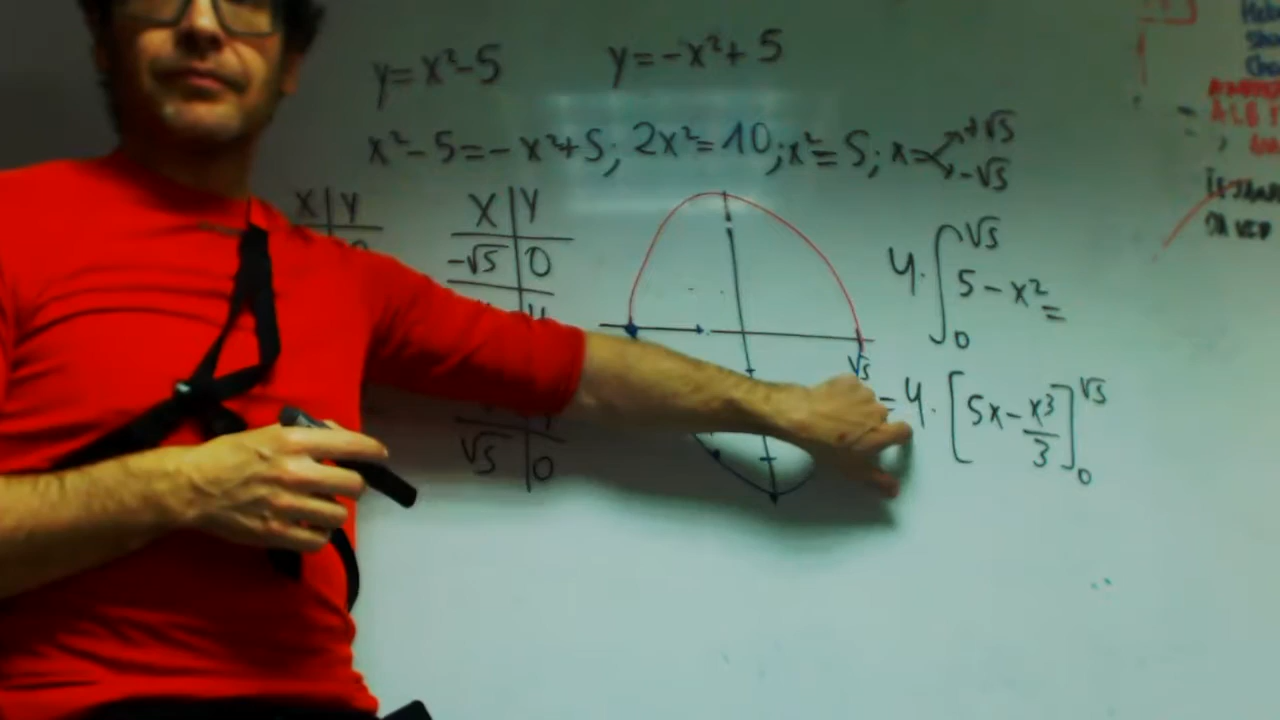 y=x²-5 y=-x²+5
x²-5=-x²+5; 2x²=10; x²=5; x= +√5 -√5
X Y
X Y
-√5 0
√5 0
√5
4·∫₀^√5 5-x² =
=4·[5x-x³/3]₀^√5